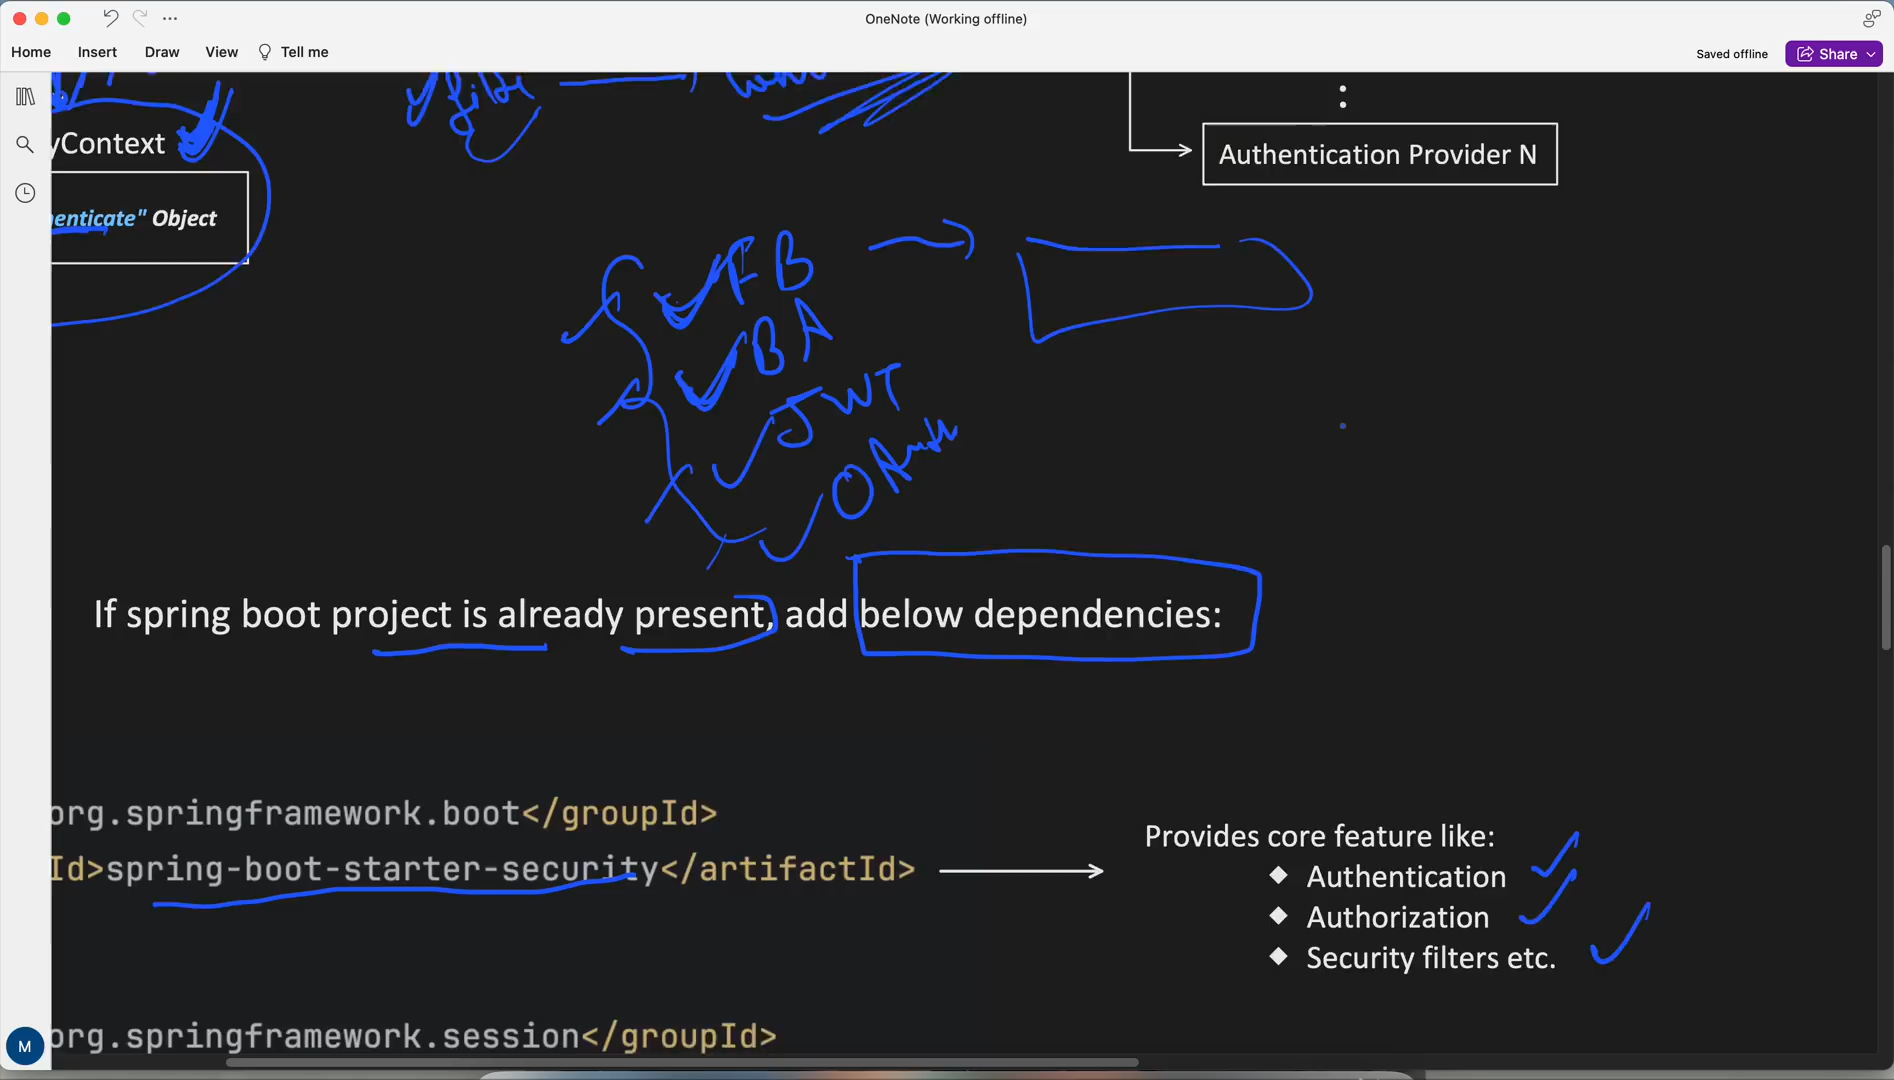 OneNote (Working offline)
Home Insert Draw View Tell me
Saved offline Share
yContext
henticate" Object
Authentication Provider N
FB
BA
JWT
OAuth
If spring boot project is already present, add below dependencies:
org.springframework.boot</groupId>
Id>spring-boot-starter-security</artifactId>
Provides core feature like:
◆ Authentication
◆ Authorization
◆ Security filters etc.
org.springframework.session</groupId>
M